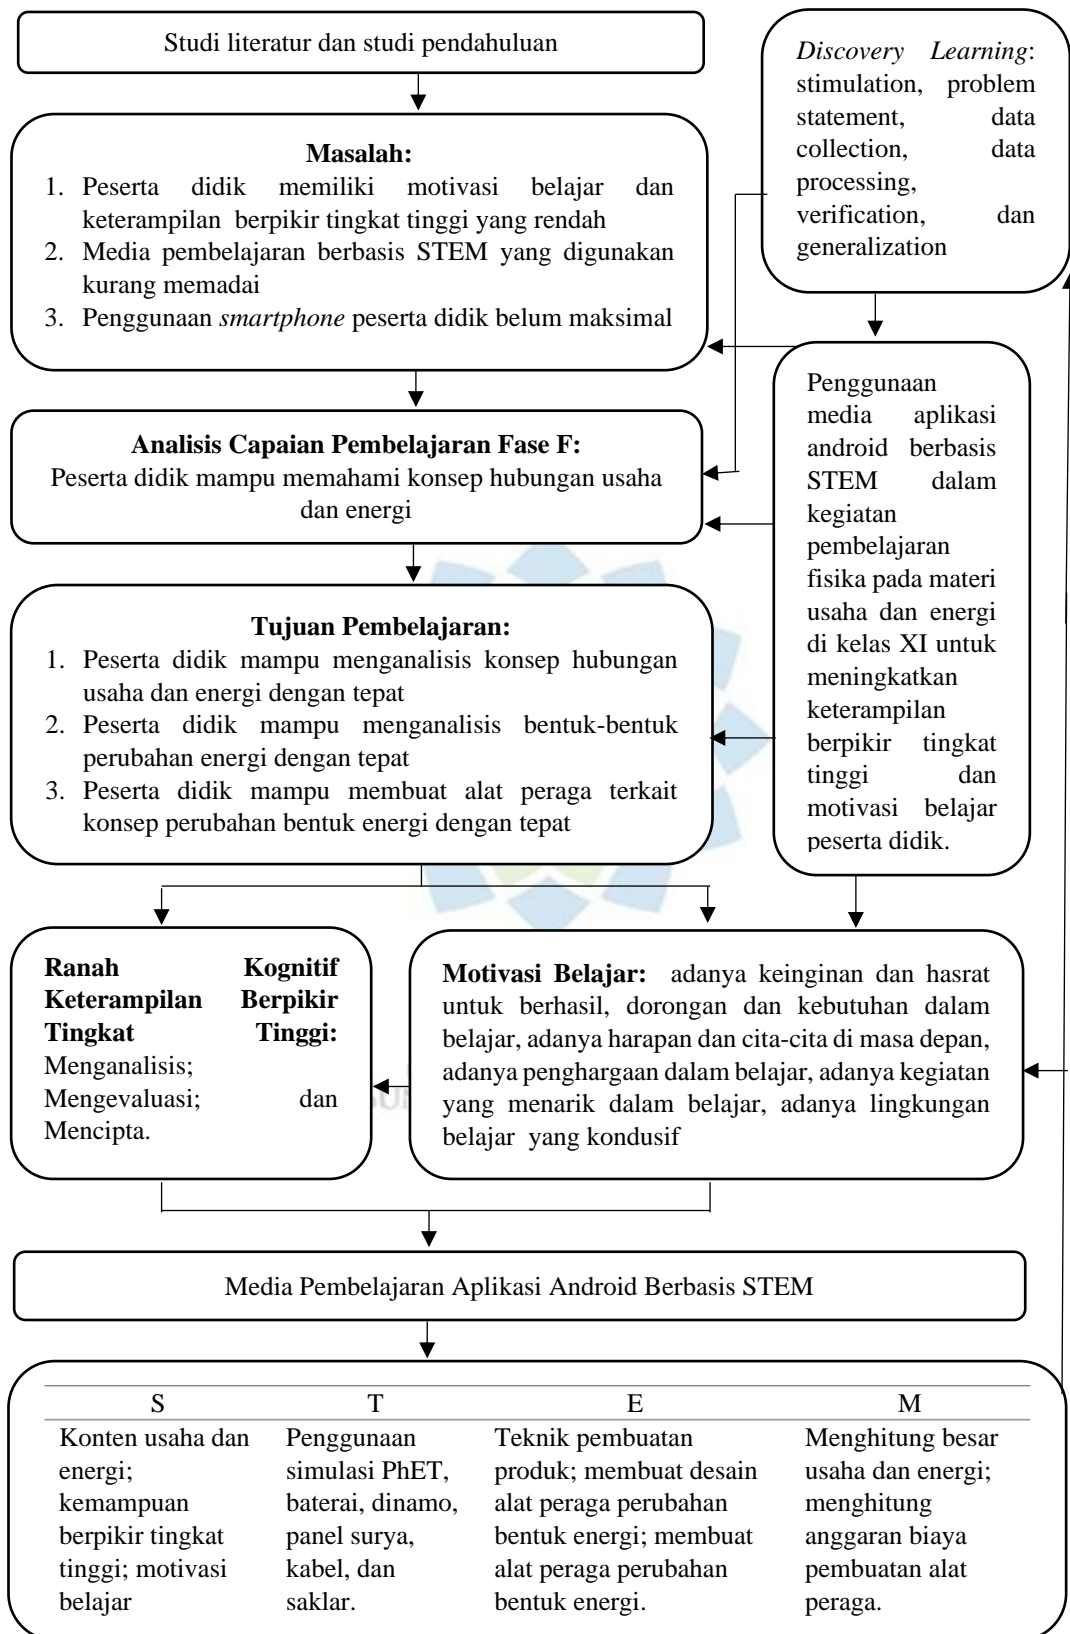 Studi literatur dan studi pendahuluan
Discovery Learning:
stimulation, problem
statement, data
collection, data
processing,
verification, dan
generalization
Masalah:
1. Peserta didik memiliki motivasi belajar dan
keterampilan berpikir tingkat tinggi yang rendah
2. Media pembelajaran berbasis STEM yang digunakan
kurang memadai
3. Penggunaan smartphone peserta didik belum maksimal
Penggunaan
media aplikasi
android berbasis
STEM dalam
kegiatan
pembelajaran
fisika pada materi
usaha dan energi
di kelas XI untuk
meningkatkan
keterampilan
berpikir tingkat
tinggi dan
motivasi belajar
peserta didik.
Analisis Capaian Pembelajaran Fase F:
Peserta didik mampu memahami konsep hubungan usaha
dan energi
Tujuan Pembelajaran:
1. Peserta didik mampu menganalisis konsep hubungan
usaha dan energi dengan tepat
2. Peserta didik mampu menganalisis bentuk-bentuk
perubahan energi dengan tepat
3. Peserta didik mampu membuat alat peraga terkait
konsep perubahan bentuk energi dengan tepat
Ranah Kognitif
Keterampilan Berpikir
Tingkat Tinggi:
Menganalisis;
Mengevaluasi; dan
Mencipta.
Motivasi Belajar: adanya keinginan dan hasrat
untuk berhasil, dorongan dan kebutuhan dalam
belajar, adanya harapan dan cita-cita di masa depan,
adanya penghargaan dalam belajar, adanya kegiatan
yang menarik dalam belajar, adanya lingkungan
belajar yang kondusif
Media Pembelajaran Aplikasi Android Berbasis STEM
S T E M
Konten usaha dan
energi;
kemampuan
berpikir tingkat
tinggi; motivasi
belajar
Penggunaan
simulasi PhET,
baterai, dinamo,
panel surya,
kabel, dan
saklar.
Teknik pembuatan
produk; membuat desain
alat peraga perubahan
bentuk energi; membuat
alat peraga perubahan
bentuk energi.
Menghitung besar
usaha dan energi;
menghitung
anggaran biaya
pembuatan alat
peraga.